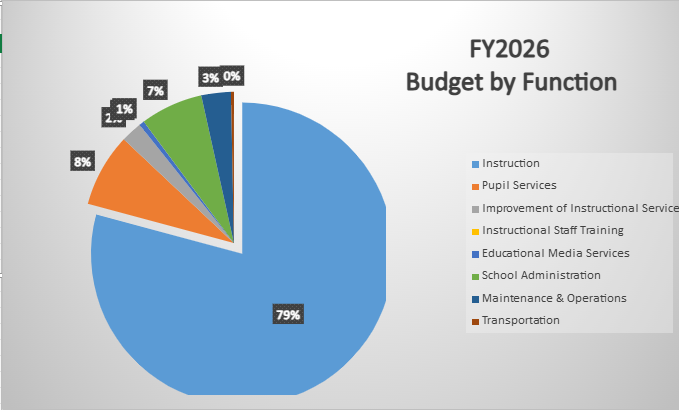 FY2026
Budget by Function
3% 0%
7%
1%
8%
79%
Instruction
Pupil Services
Improvement of Instructional Service
Instructional Staff Training
Educational Media Services
School Administration
Maintenance & Operations
Transportation